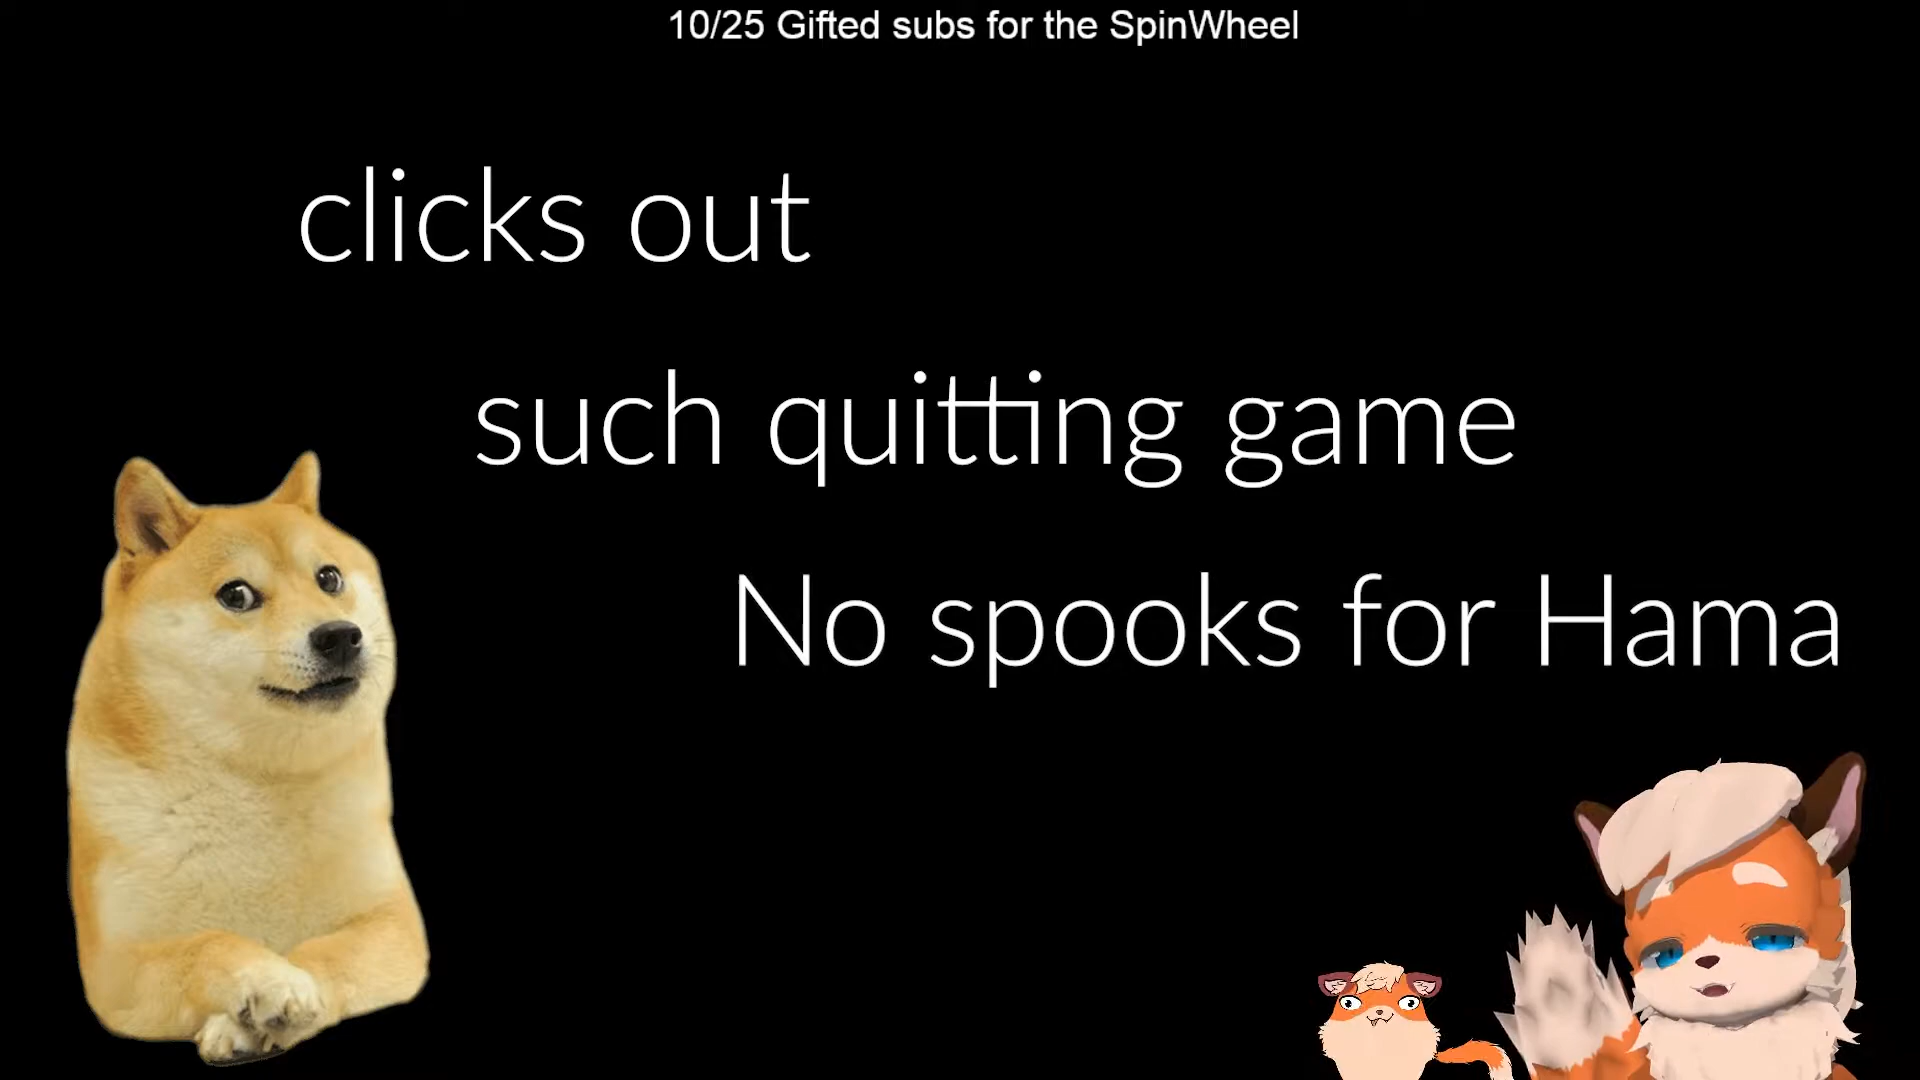 10/25 Gifted subs for the SpinWheel
clicks out
such quitting game
No spooks for Hama